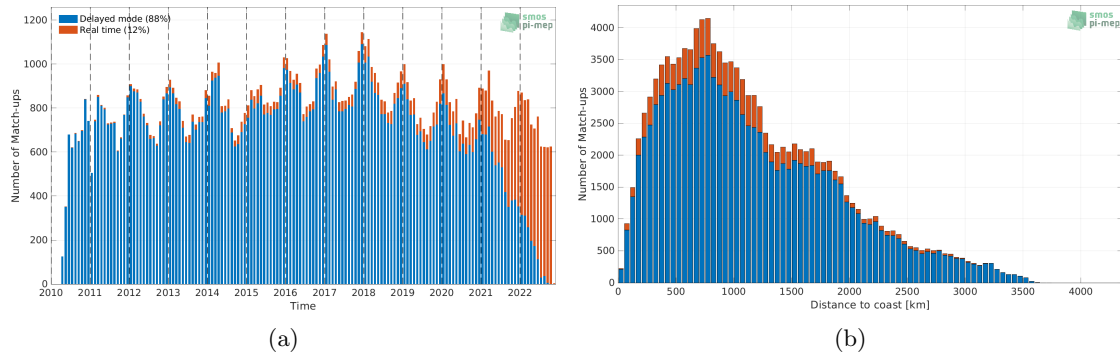 Delayed mode (88%)
Real time (12%)
smos
pi-mep
Number of Match-ups
1200
1000
800
600
400
200
0
2010 2011 2012 2013 2014 2015 2016 2017 2018 2019 2020 2021 2022
Time
(a)
smos
pi-mep
Number of Match-ups
4000
3500
3000
2500
2000
1500
1000
500
0
0 500 1000 1500 2000 2500 3000 3500 4000
Distance to coast [km]
(b)